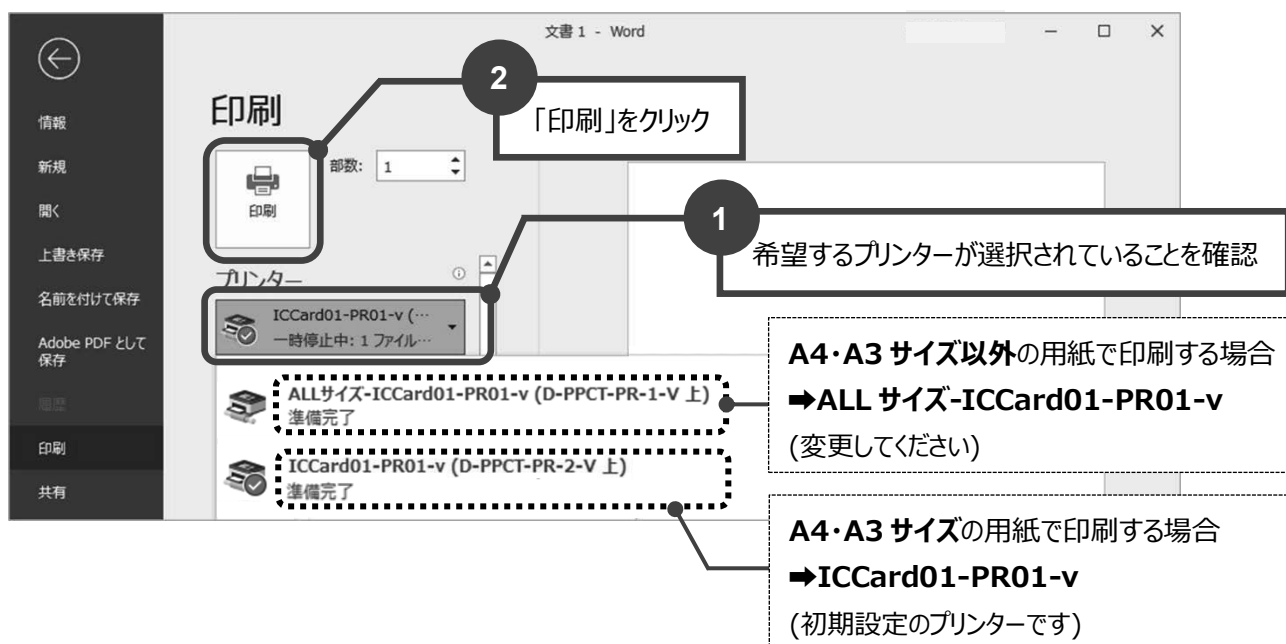 文書 1 - Word
情報
新規
開く
上書き保存
名前を付けて保存
Adobe PDF として
保存
履歴
印刷
共有
印刷
印刷
部数: 1
プリンター
ICCard01-PR01-v (…
一時停止中: 1 ファイル…
ALLサイズ-ICCard01-PR01-v (D-PPCT-PR-1-V 上)
準備完了
ICCard01-PR01-v (D-PPCT-PR-2-V 上)
準備完了
2
「印刷」をクリック
1
希望するプリンターが選択されていることを確認
A4・A3 サイズ以外の用紙で印刷する場合
➡ALL サイズ-ICCard01-PR01-v
(変更してください)
A4・A3 サイズの用紙で印刷する場合
➡ICCard01-PR01-v
(初期設定のプリンターです)